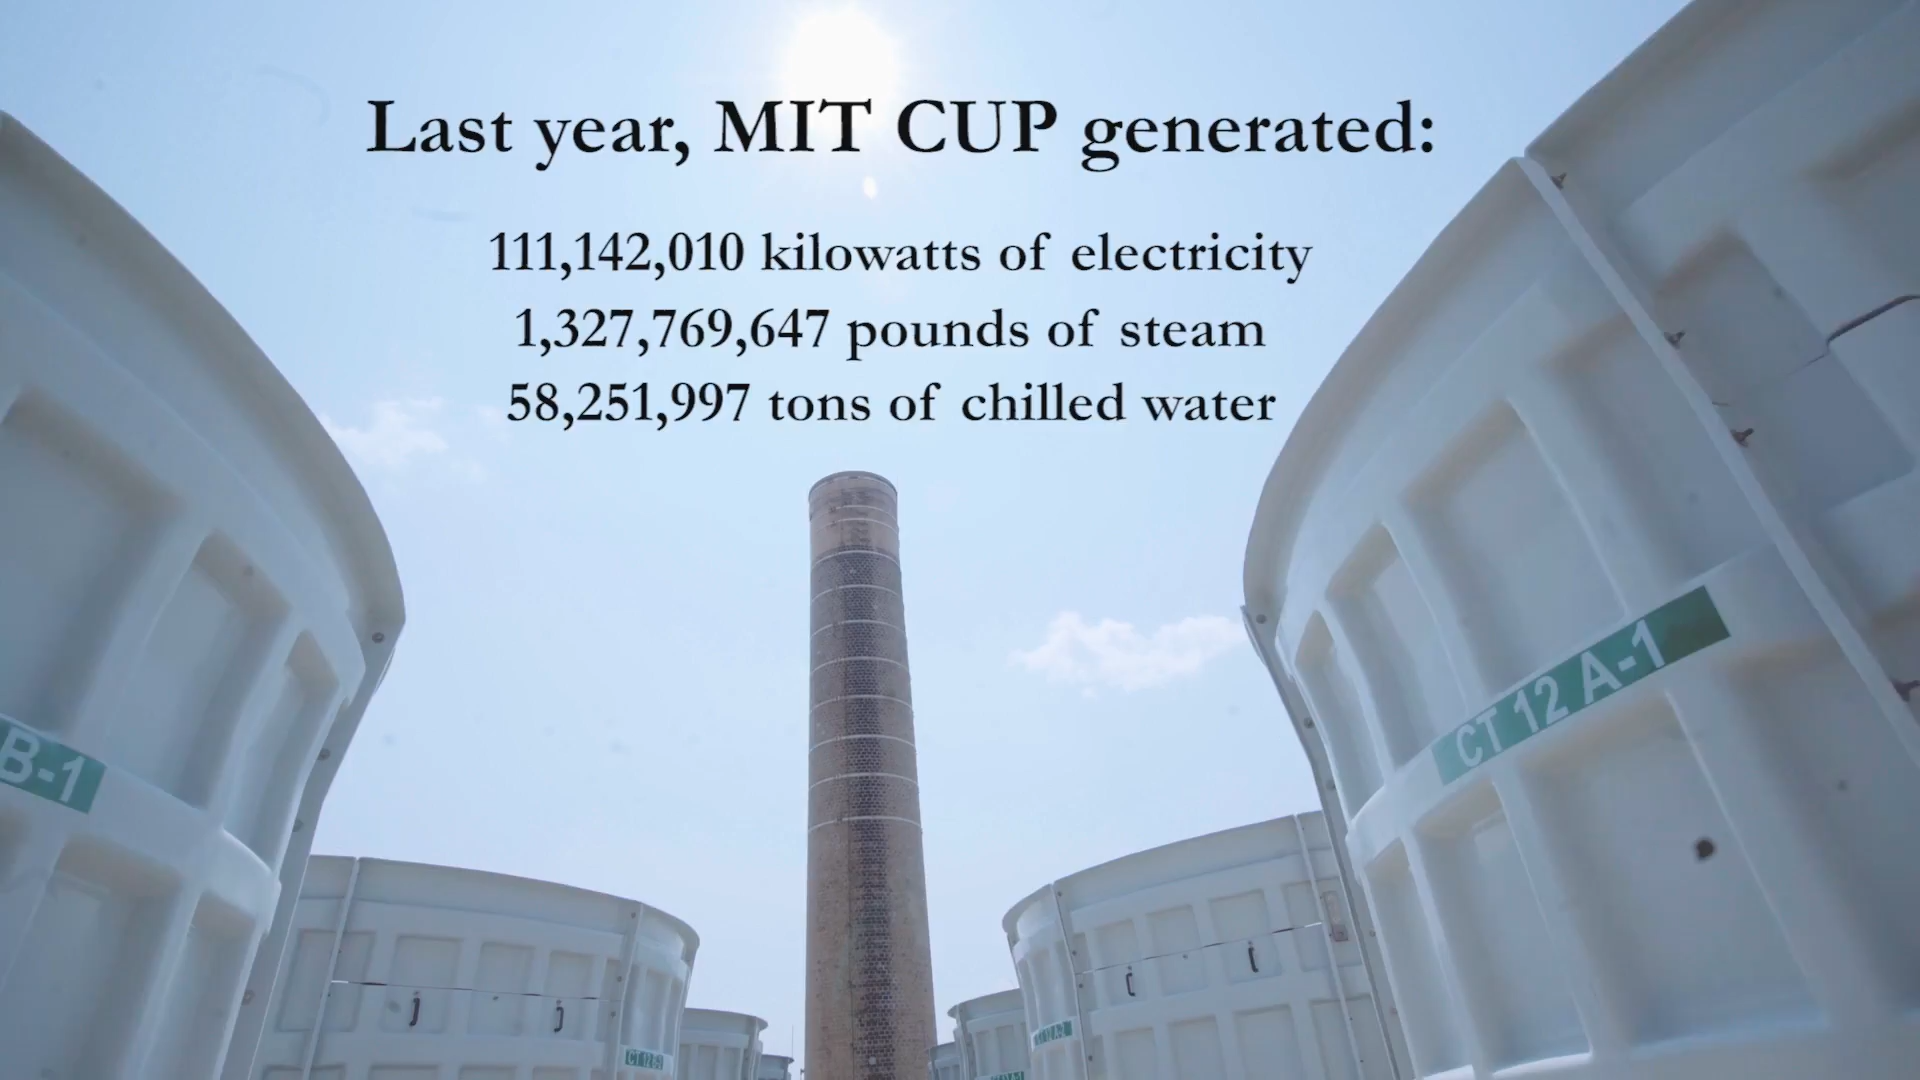 Last year, MIT CUP generated:
111,142,010 kilowatts of electricity
1,327,769,647 pounds of steam
58,251,997 tons of chilled water
CT 12 A-1
B-1